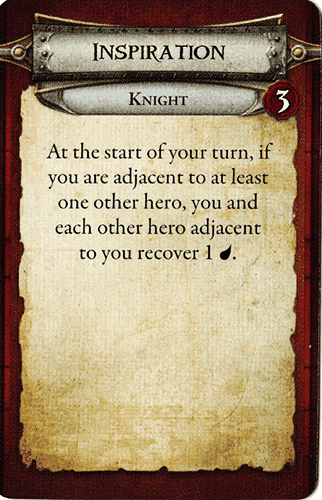 INSPIRATION
KNIGHT
3
At the start of your turn, if
you are adjacent to at least
one other hero, you and
each other hero adjacent
to you recover 1 .